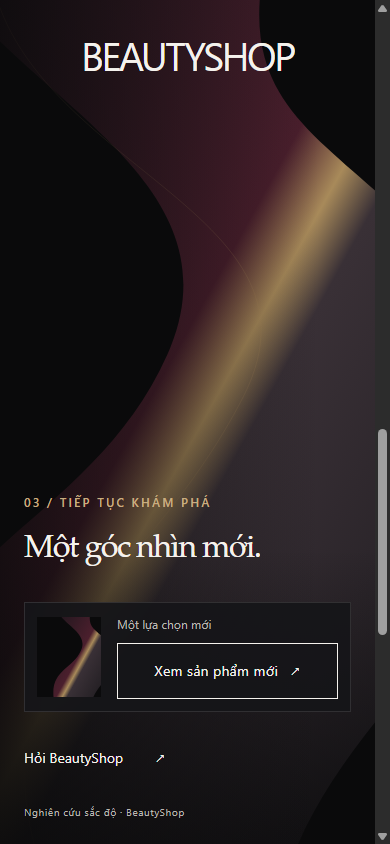 BEAUTYSHOP
03 / TIẾP TỤC KHÁM PHÁ
Một góc nhìn mới.
Một lựa chọn mới
Xem sản phẩm mới ↗
Hỏi BeautyShop ↗
Nghiên cứu sắc độ · BeautyShop